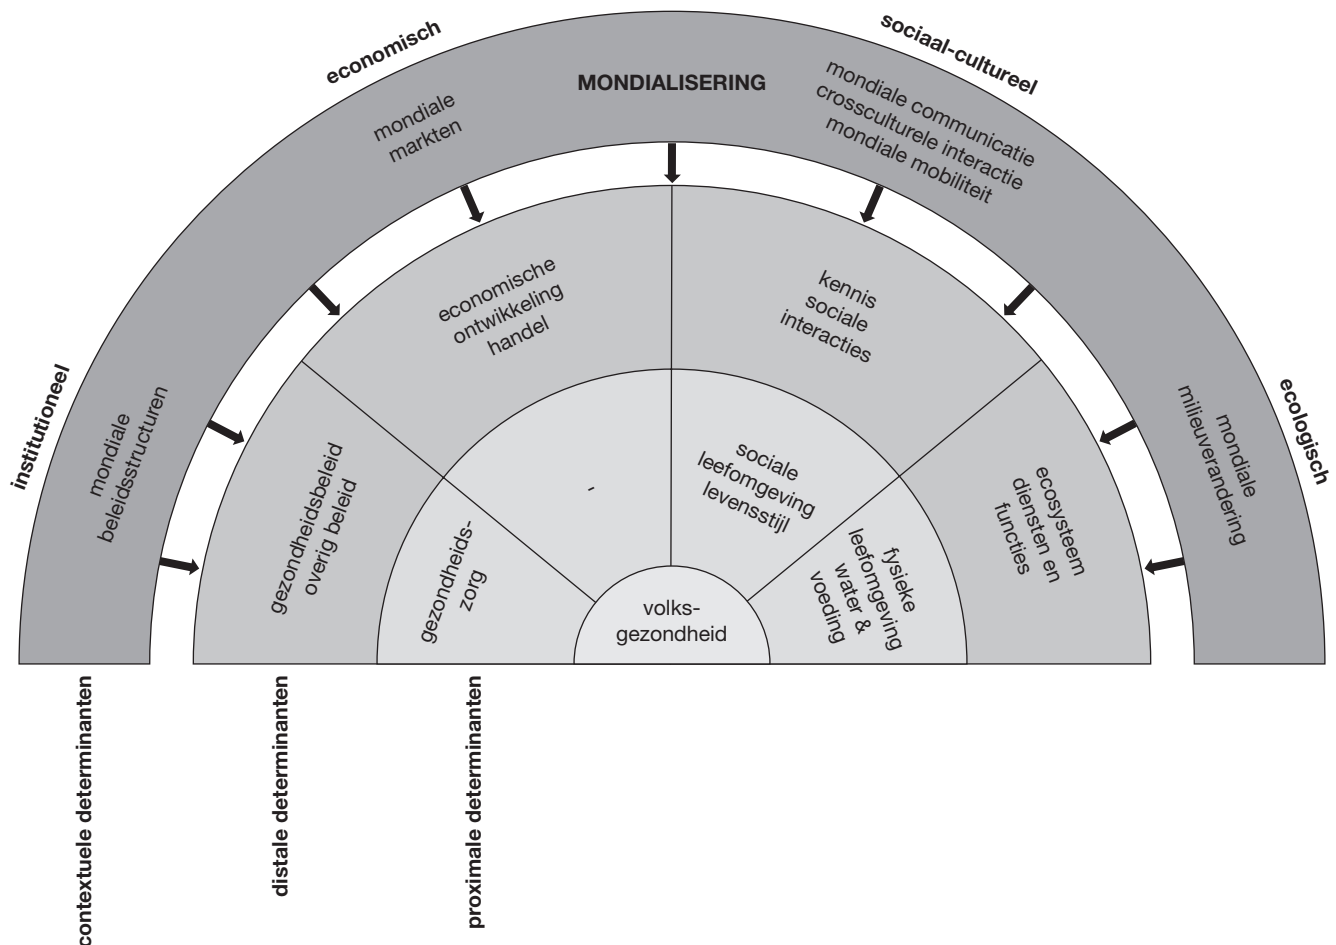 economisch
sociaal-cultureel
institutioneel
ecologisch
MONDIALISERING
mondiale
markten
mondiale communicatie
crossculturele interactie
mondiale mobiliteit
mondiale
beleidsstructuren
mondiale
milieuverandering
economische
ontwikkeling
handel
kennis
sociale
interacties
gezondheidsbeleid
overig beleid
ecosysteem
diensten en
functies
gezondheids-
zorg
-
sociale
leefomgeving
levensstijl
fysieke
leefomgeving
water &
voeding
volks-
gezondheid
contextuele determinanten
distale determinanten
proximale determinanten